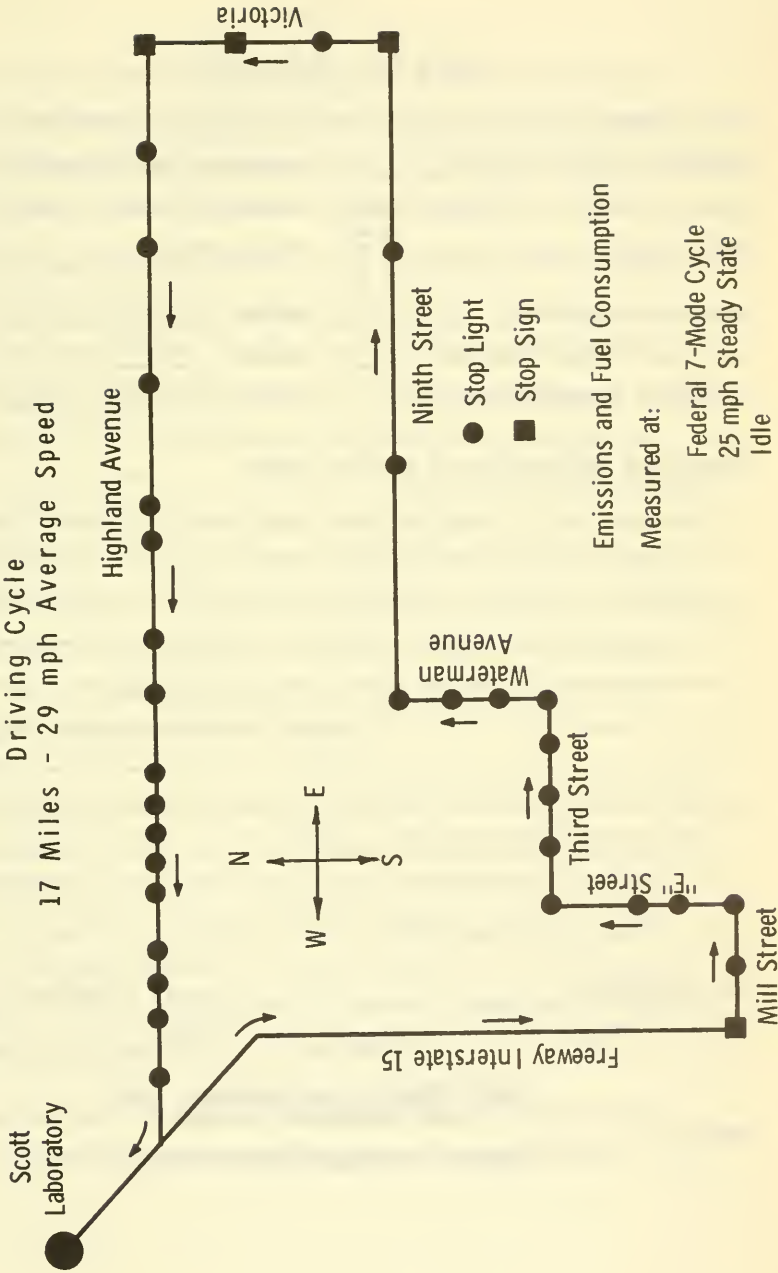 Driving Cycle
17 Miles - 29 mph Average Speed
Scott
Laboratory
Highland Avenue
Victoria
N
W E
S
Freeway Interstate 15
Mill Street
"E" Street
Third Street
Waterman
Avenue
Ninth Street
Stop Light
Stop Sign
Emissions and Fuel Consumption
Measured at:
Federal 7-Mode Cycle
25 mph Steady State
Idle